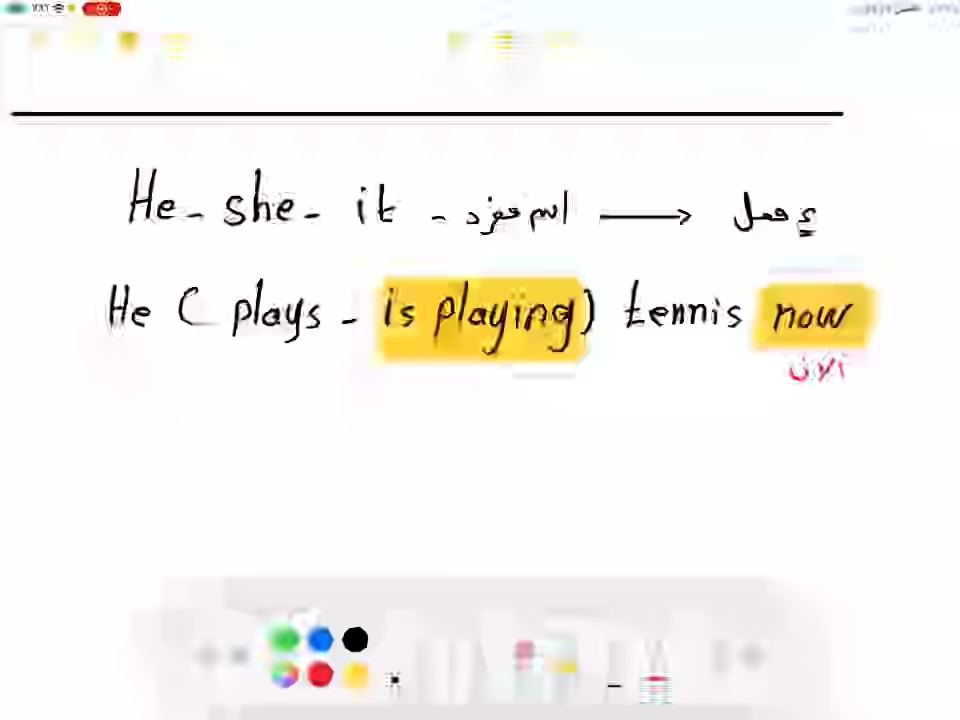 He - she - it - اسم مفرد → فعل
He ( plays - is playing ) tennis now
الآن